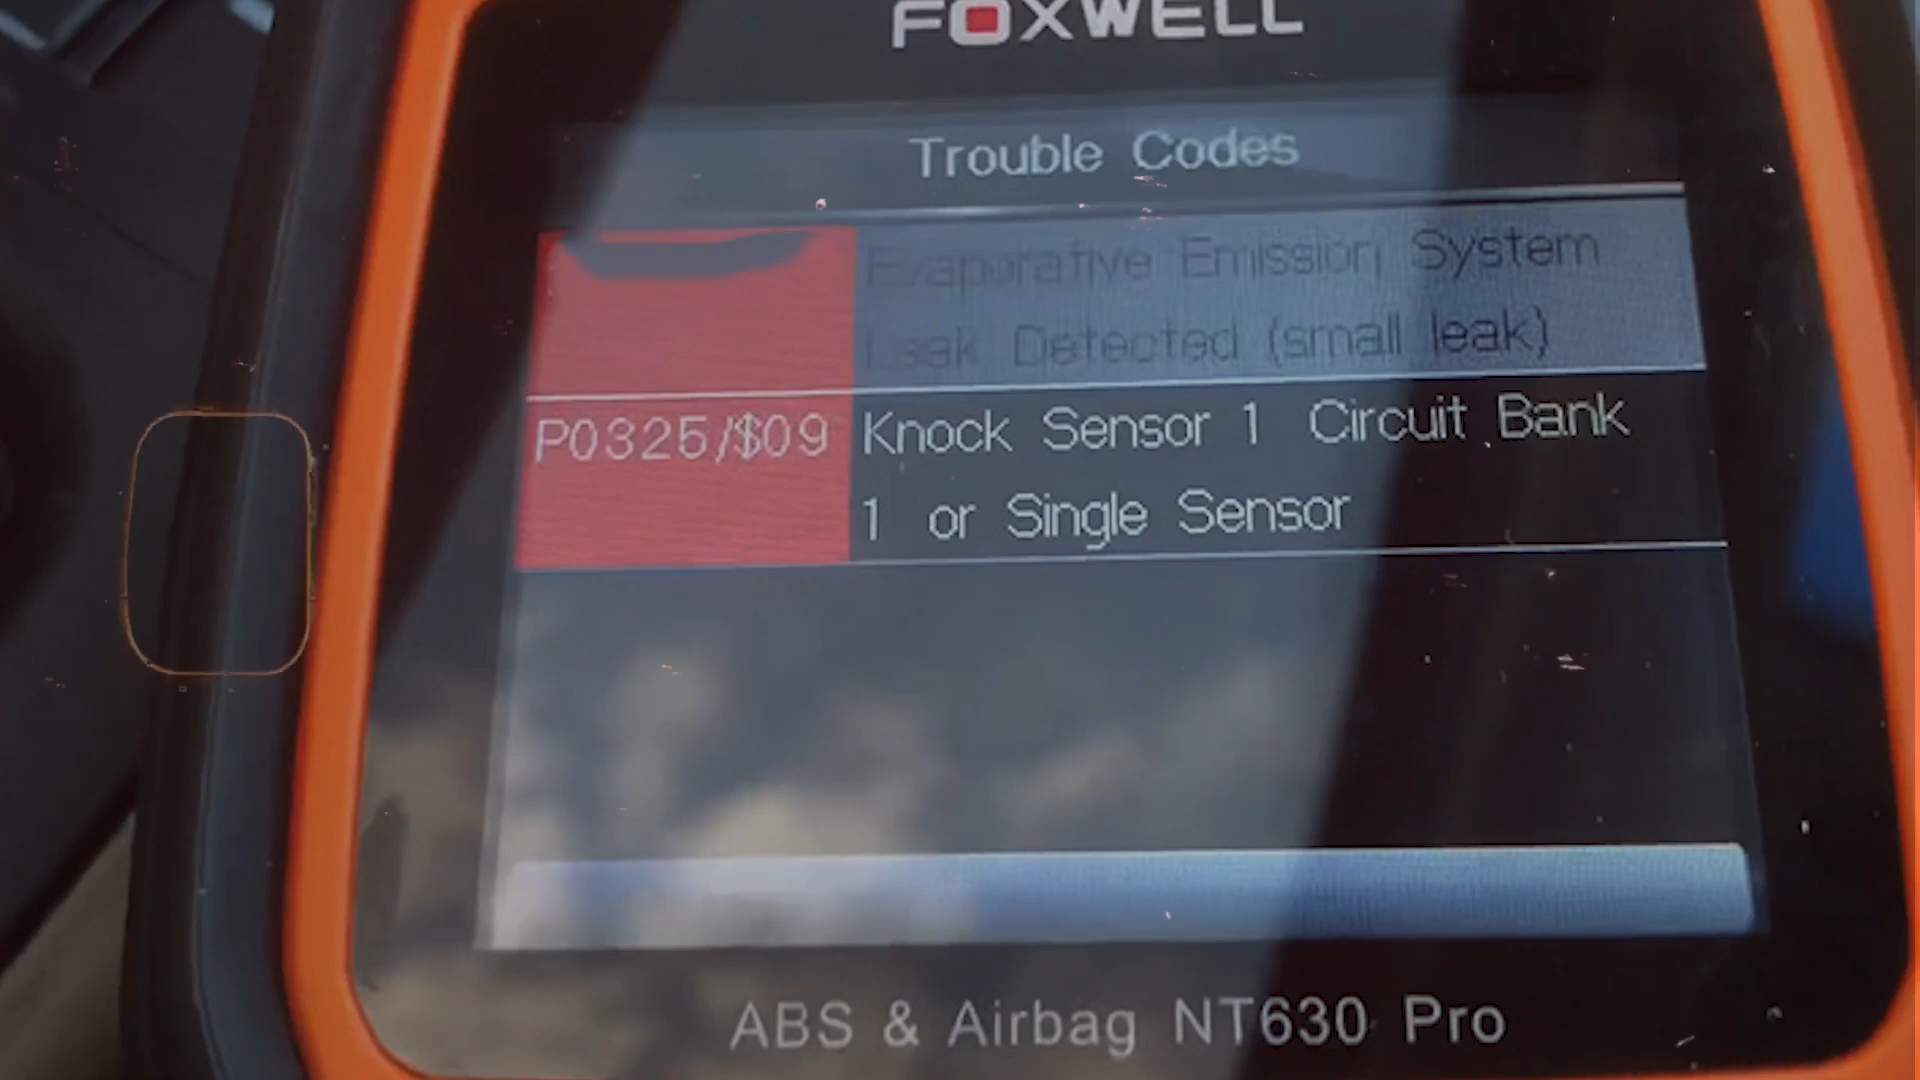 FOXWELL
Trouble Codes
Evaporative Emission System
Leak Detected (small leak)
P0325/$09 Knock Sensor 1 Circuit Bank
1 or Single Sensor
ABS & Airbag NT630 Pro